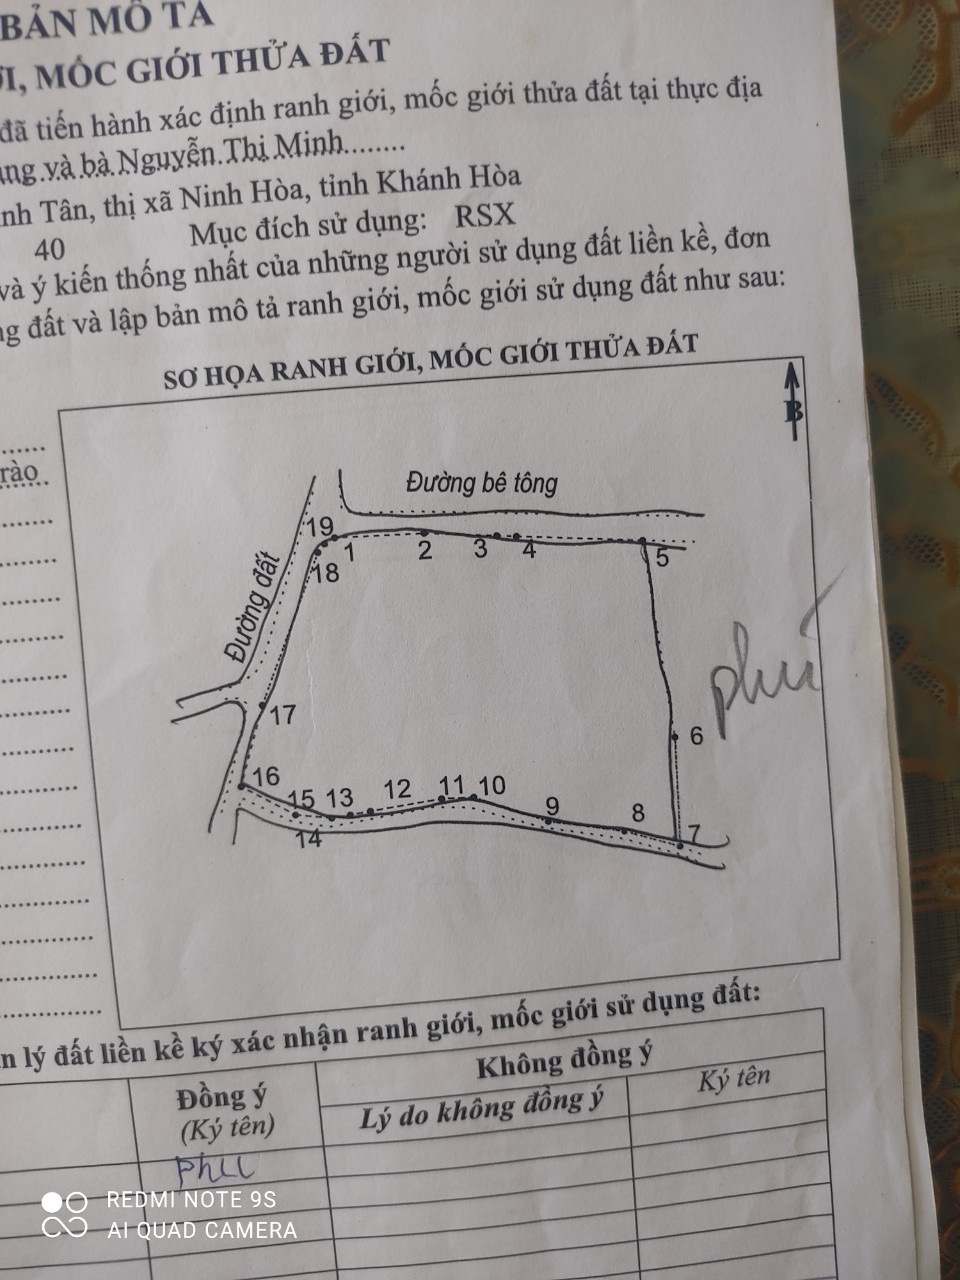 BẢN MÔ TẢ
ỚI, MỐC GIỚI THỬA ĐẤT
đã tiến hành xác định ranh giới, mốc giới thửa đất tại thực địa
ung và bà Nguyễn Thị Minh........
nh Tân, thị xã Ninh Hòa, tỉnh Khánh Hòa
40 Mục đích sử dụng: RSX
và ý kiến thống nhất của những người sử dụng đất liền kề, đơn
ng đất và lập bản mô tả ranh giới, mốc giới sử dụng đất như sau:
SƠ HỌA RANH GIỚI, MỐC GIỚI THỬA ĐẤT
rào
B
Đường bê tông
Đường đất
19
1
2
3
4
5
18
phú
17
6
16
15
13
12
11
10
9
8
7
14
n lý đất liền kề ký xác nhận ranh giới, mốc giới sử dụng đất:
Đồng ý
(Ký tên)
Không đồng ý
Lý do không đồng ý
Ký tên
phú
REDMI NOTE 9S
AI QUAD CAMERA